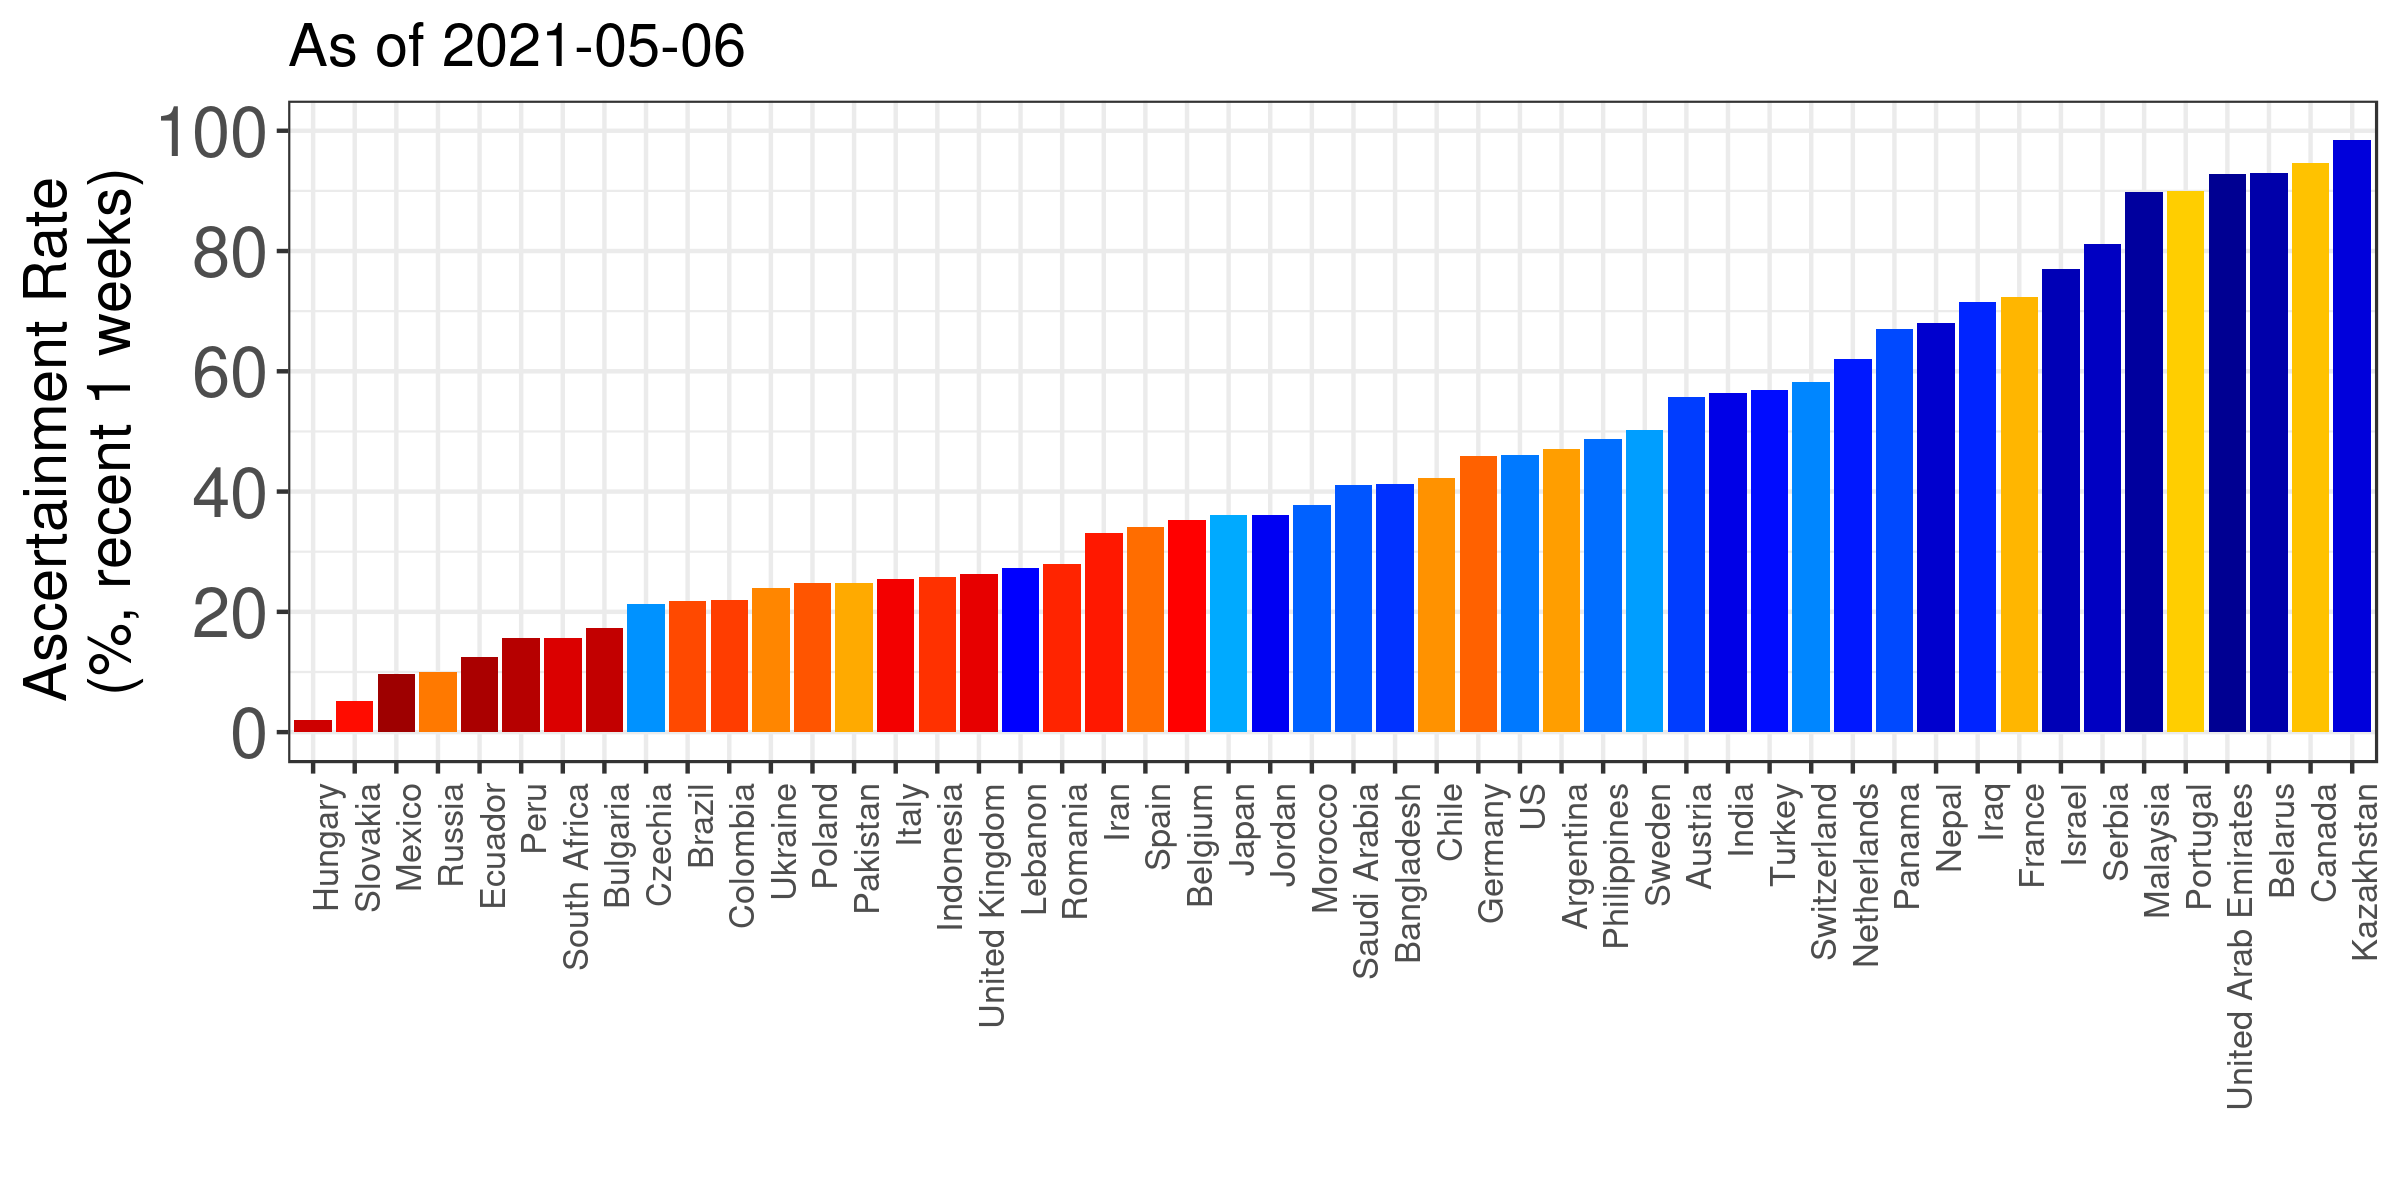 As of 2021-05-06
Ascertainment Rate
(%, recent 1 weeks)
100
80
60
40
20
0
Hungary
Slovakia
Mexico
Russia
Ecuador
Peru
South Africa
Bulgaria
Czechia
Brazil
Colombia
Ukraine
Poland
Pakistan
Italy
Indonesia
United Kingdom
Lebanon
Romania
Iran
Spain
Belgium
Japan
Jordan
Morocco
Saudi Arabia
Bangladesh
Chile
Germany
US
Argentina
Philippines
Sweden
Austria
India
Turkey
Switzerland
Netherlands
Panama
Nepal
Iraq
France
Israel
Serbia
Malaysia
Portugal
United Arab Emirates
Belarus
Canada
Kazakhstan